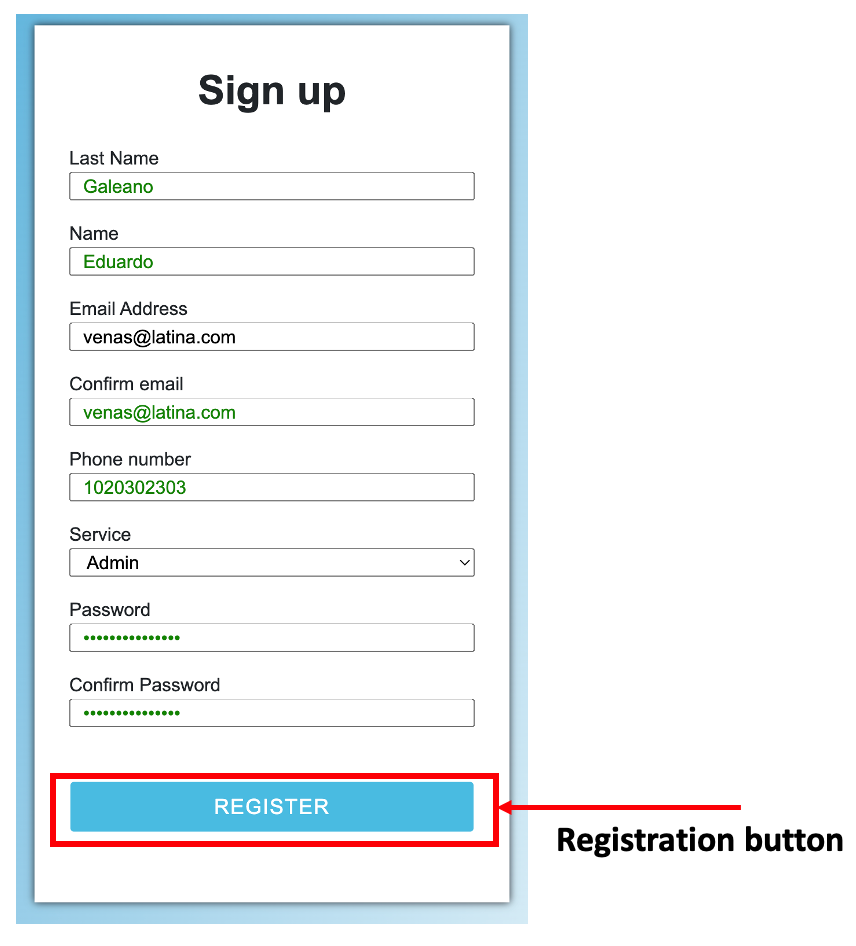 Sign up
Last Name
Galeano
Name
Eduardo
Email Address
venas@latina.com
Confirm email
venas@latina.com
Phone number
1020302303
Service
Admin
Password
•••••••••••••••
Confirm Password
•••••••••••••••
REGISTER
Registration button